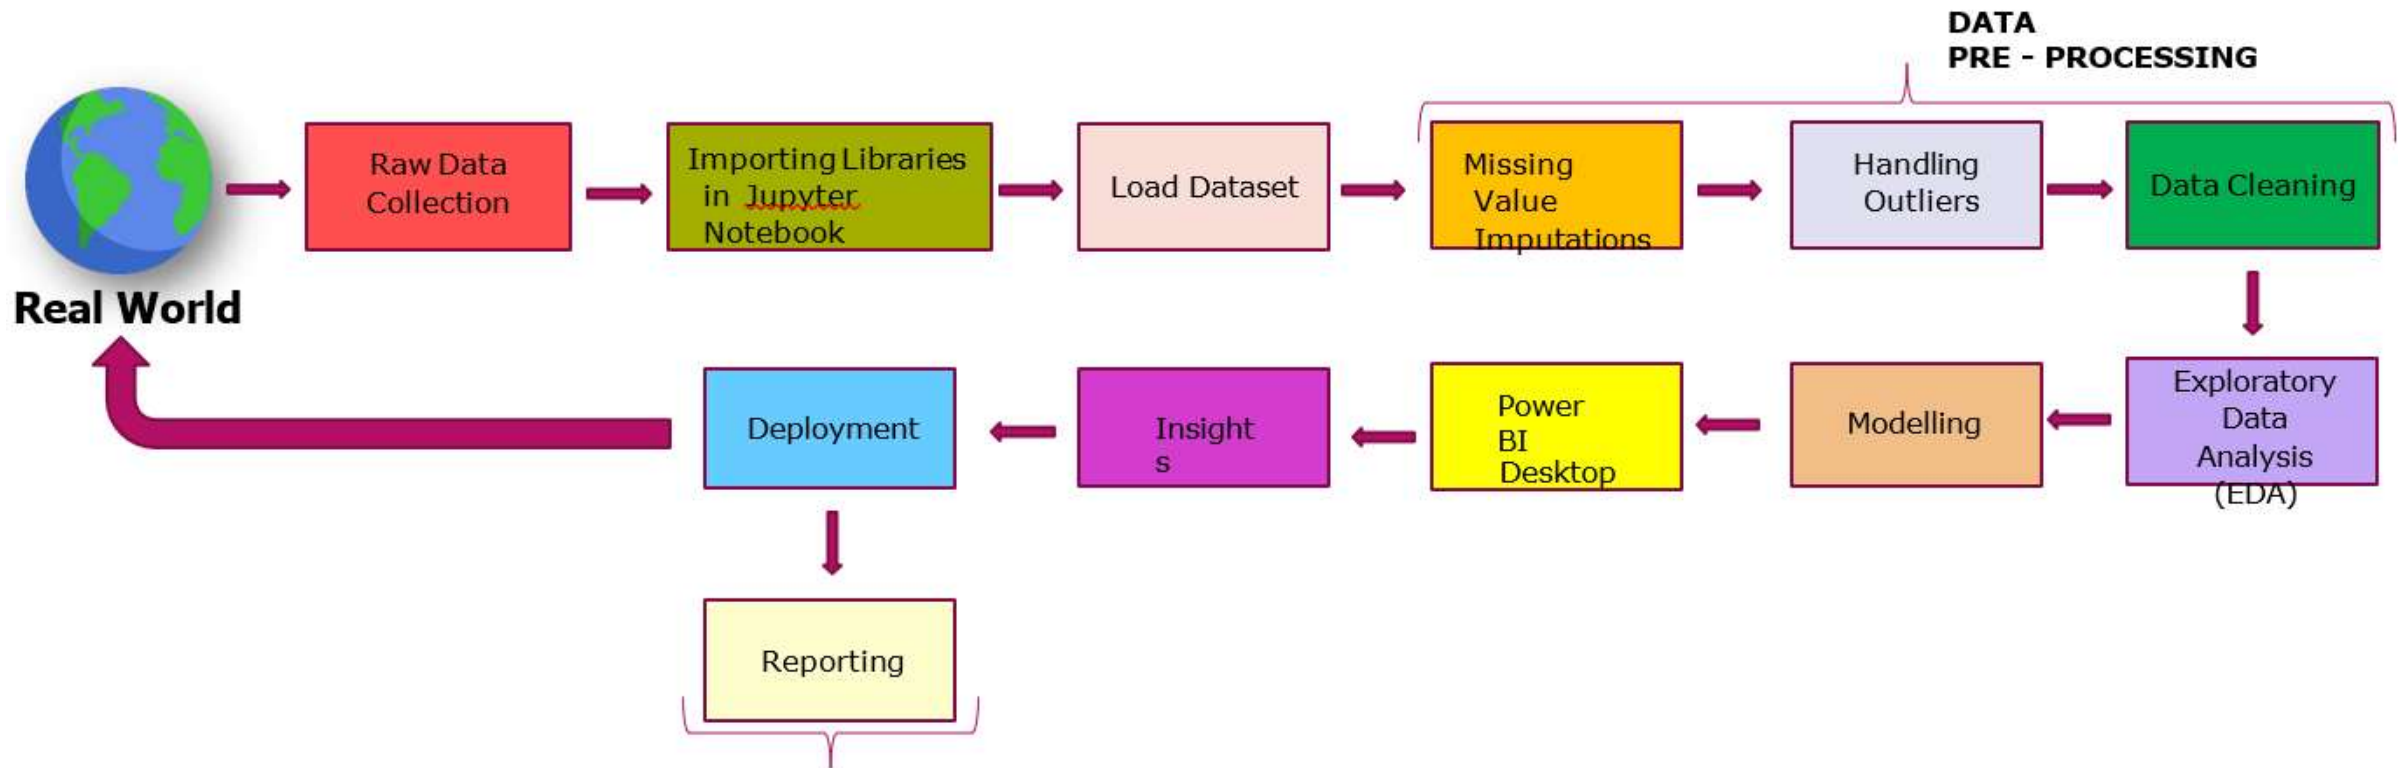 DATA
PRE - PROCESSING
Raw Data
Collection
Importing Libraries
in Jupyter
Notebook
Load Dataset
Missing
Value
Imputations
Handling
Outliers
Data Cleaning
Real World
Deployment
Insight
s
Power
BI
Desktop
Modelling
Exploratory
Data
Analysis
(EDA)
Reporting